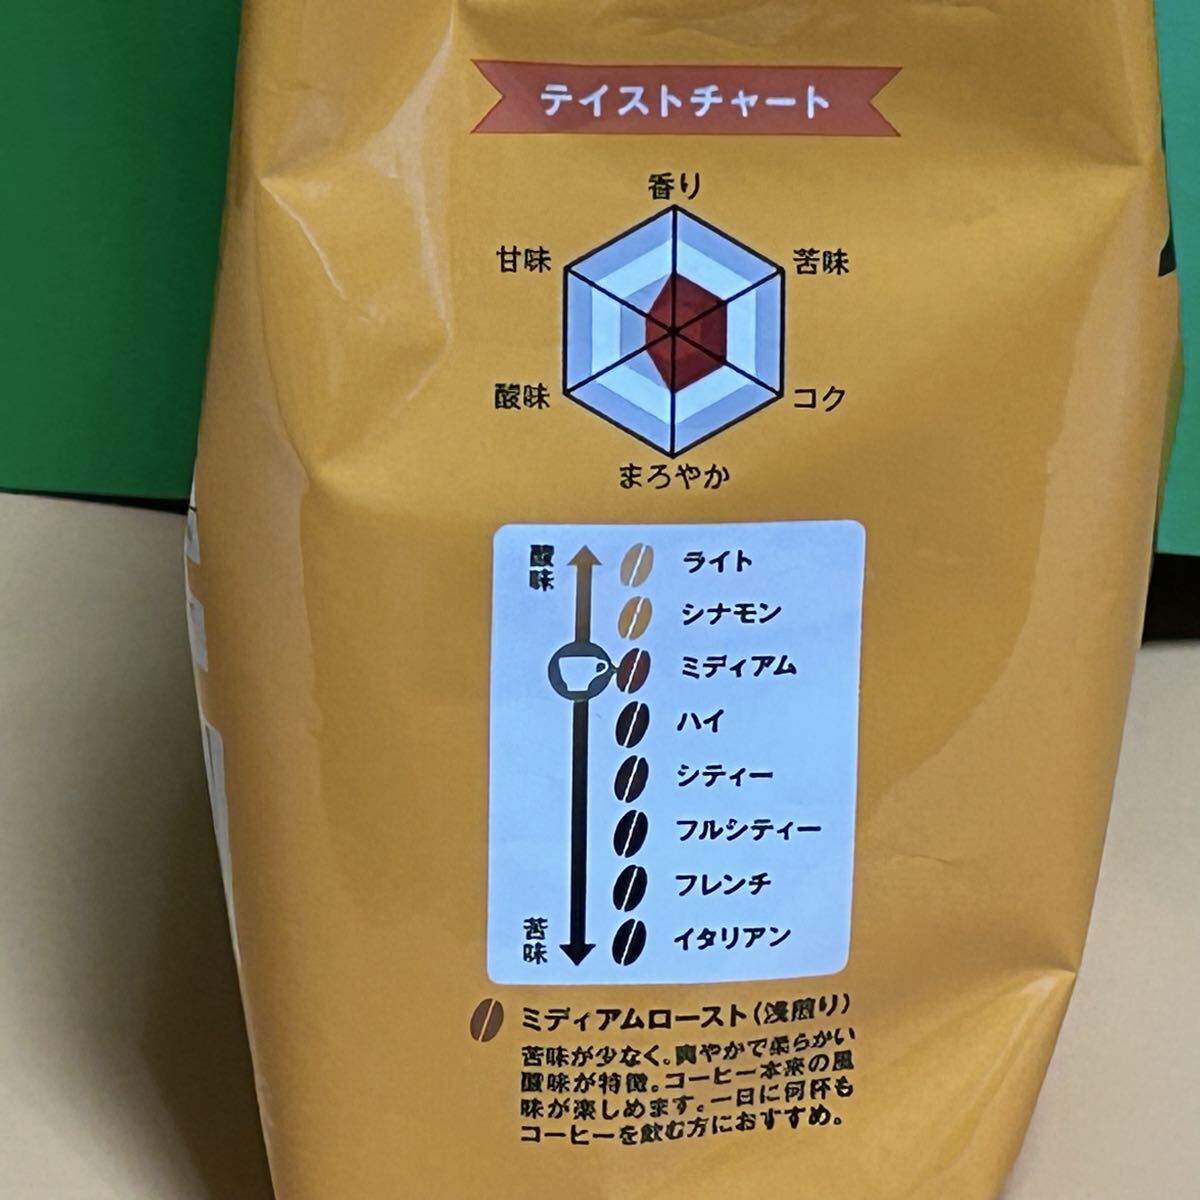 テイストチャート
香り
甘味
苦味
酸味
コク
まろやか
酸味
ライト
シナモン
ミディアム
ハイ
シティー
フルシティー
フレンチ
苦味
イタリアン
ミディアムロースト(浅煎り)
苦味が少なく。爽やかで柔らかい
酸味が特徴。コーヒー本来の風
味が楽しめます。一日に何杯も
コーヒーを飲む方におすすめ。